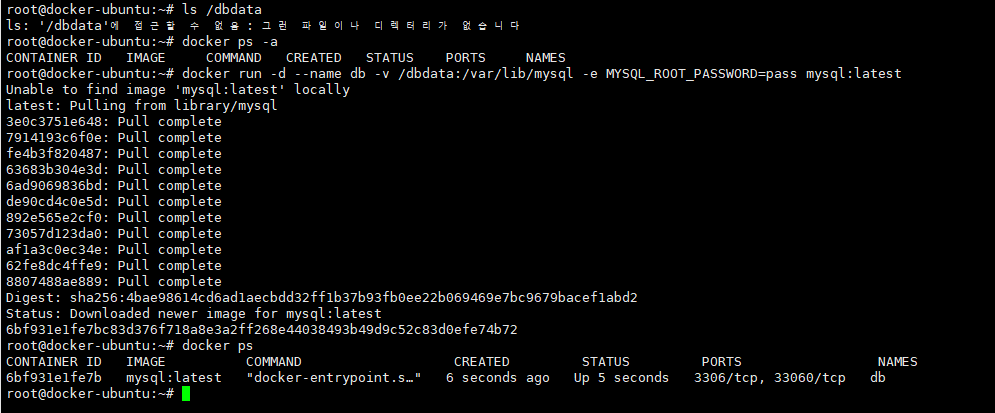 root@docker-ubuntu:~# ls /dbdata
ls: '/dbdata'에 접근할 수 없음: 그런 파일이나 디렉터리가 없습니다
root@docker-ubuntu:~# docker ps -a
CONTAINER ID   IMAGE     COMMAND   CREATED   STATUS    PORTS     NAMES
root@docker-ubuntu:~# docker run -d --name db -v /dbdata:/var/lib/mysql -e MYSQL_ROOT_PASSWORD=pass mysql:latest
Unable to find image 'mysql:latest' locally
latest: Pulling from library/mysql
3e0c3751e648: Pull complete
7914193c6f0e: Pull complete
fe4b3f820487: Pull complete
63683b304e3d: Pull complete
6ad9069836bd: Pull complete
de90cd4c0e5d: Pull complete
892e565e2cf0: Pull complete
73057d123da0: Pull complete
af1a3c0ec34e: Pull complete
62fe8dc4ffe9: Pull complete
8807488ae889: Pull complete
Digest: sha256:4bae98614cd6ad1aecbdd32ff1b37b93fb0ee22b069469e7bc9679bacef1abd2
Status: Downloaded newer image for mysql:latest
6bf931e1fe7bc83d376f718a8e3a2ff268e44038493b49d9c52c83d0efe74b72
root@docker-ubuntu:~# docker ps
CONTAINER ID   IMAGE          COMMAND                   CREATED         STATUS         PORTS                 NAMES
6bf931e1fe7b   mysql:latest   "docker-entrypoint.s…"   6 seconds ago   Up 5 seconds   3306/tcp, 33060/tcp   db
root@docker-ubuntu:~#